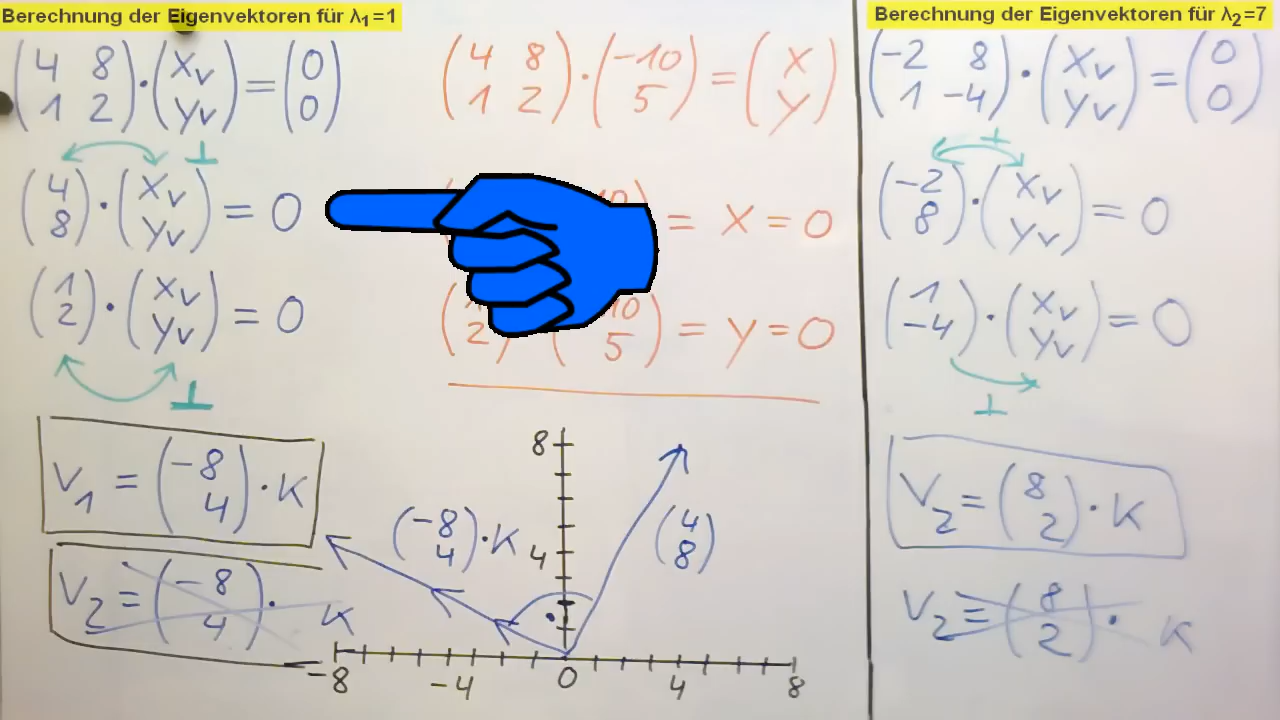 Berechnung der Eigenvektoren für λ₁=1
(4 8; 1 2)·(xv; yv)=(0; 0)
⊥
(4; 8)·(xv; yv)=0
(1; 2)·(xv; yv)=0
⊥
V₁=(-8; 4)·K
V₂=(-8; 4)·K
(4 8; 1 2)·(-10; 5)=(x; y)
10 = x=0
2 10; 5)=y=0
8
4
-8 -4 0 4 8
(-8; 4)·K
(4; 8)
Berechnung der Eigenvektoren für λ₂=7
(-2 8; 1 -4)·(xv; yv)=(0; 0)
⊥
(-2; 8)·(xv; yv)=0
(1; -4)·(xv; yv)=0
⊥
V₂=(8; 2)·K
V₂=(8; 2)·K